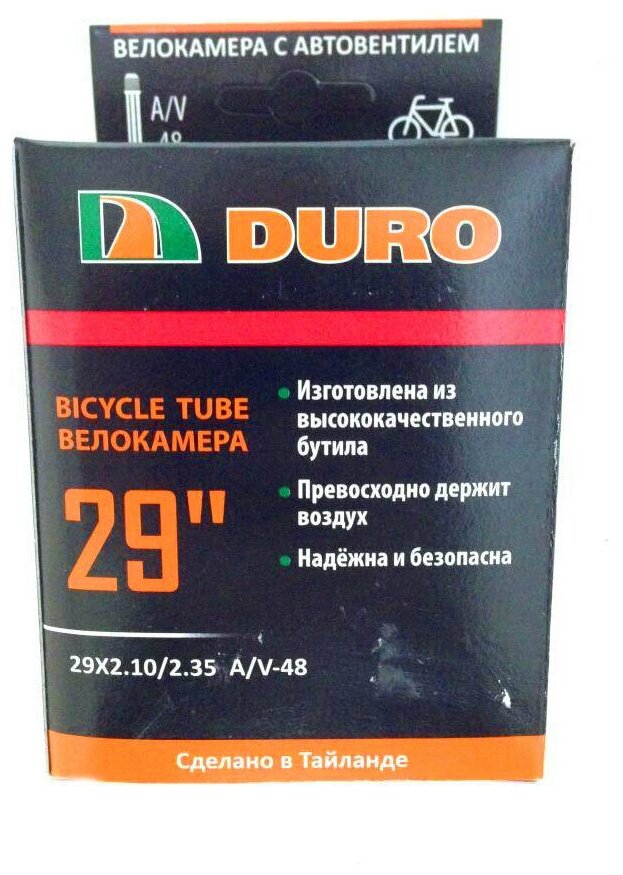 ВЕЛОКАМЕРА С АВТОВЕНТИЛЕМ
A/V
48
DURO
BICYCLE TUBE
ВЕЛОКАМЕРА
29"
Изготовлена из
высококачественного
бутила
Превосходно держит
воздух
Надёжна и безопасна
29X2.10/2.35 A/V-48
Сделано в Тайланде